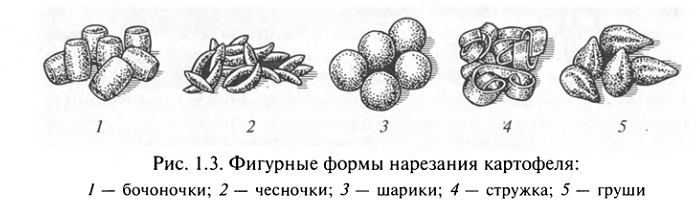 1 2 3 4 5
Рис. 1.3. Фигурные формы нарезания картофеля:
1 — бочоночки; 2 — чесночки; 3 — шарики; 4 — стружка; 5 — груши